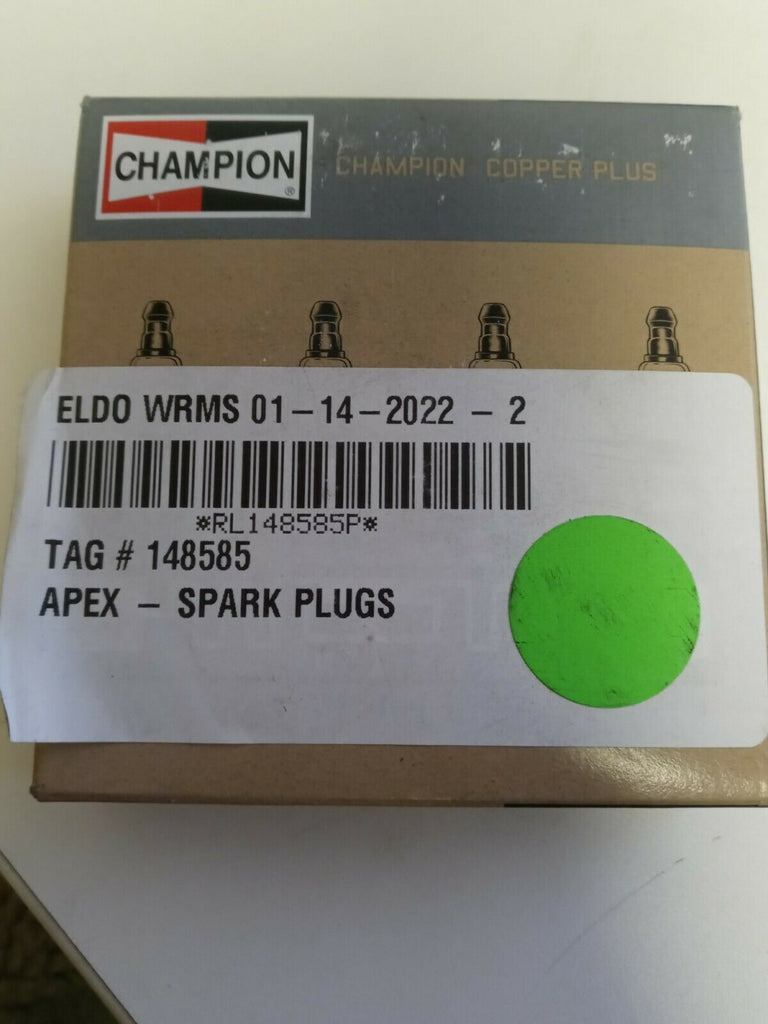 CHAMPION
®
CHAMPION COPPER PLUS
ELDO WRMS 01-14-2022 - 2
*RL148585P*
TAG # 148585
APEX - SPARK PLUGS